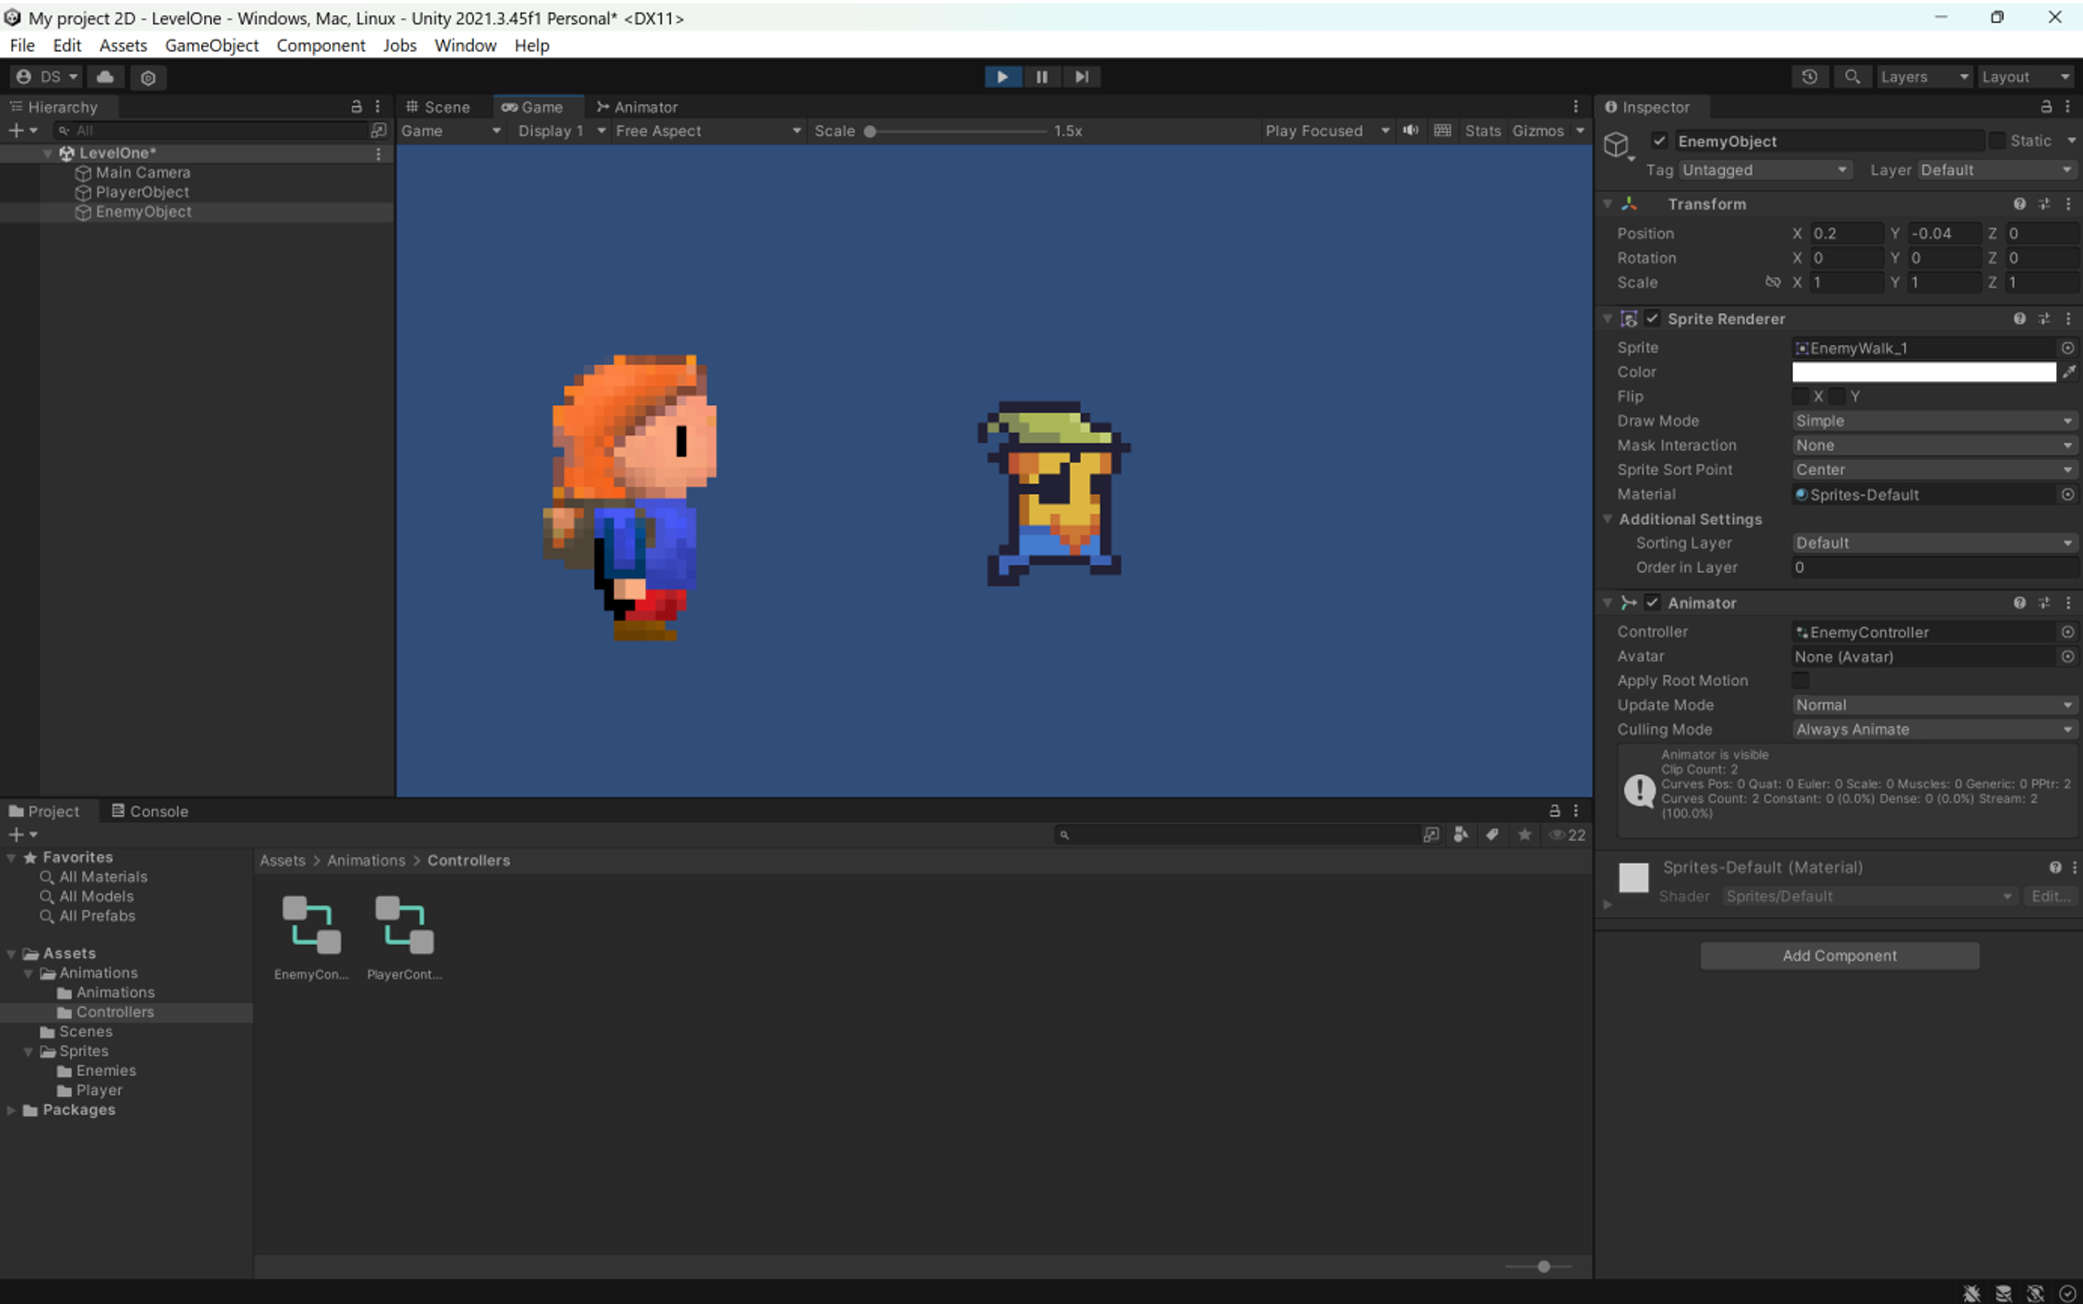 My project 2D - LevelOne - Windows, Mac, Linux - Unity 2021.3.45f1 Personal* <DX11>
File Edit Assets GameObject Component Jobs Window Help
DS
Layers Layout
Hierarchy
All
LevelOne*
Main Camera
PlayerObject
EnemyObject
Scene Game Animator
Game Display 1 Free Aspect Scale 1.5x Play Focused Stats Gizmos
Inspector
EnemyObject Static
Tag Untagged Layer Default
Transform
Position X 0.2 Y -0.04 Z 0
Rotation X 0 Y 0 Z 0
Scale X 1 Y 1 Z 1
Sprite Renderer
Sprite EnemyWalk_1
Color
Flip X Y
Draw Mode Simple
Mask Interaction None
Sprite Sort Point Center
Material Sprites-Default
Additional Settings
Sorting Layer Default
Order in Layer 0
Animator
Controller EnemyController
Avatar None (Avatar)
Apply Root Motion
Update Mode Normal
Culling Mode Always Animate
Animator is visible
Clip Count: 2
Curves Pos: 0 Quat: 0 Euler: 0 Scale: 0 Muscles: 0 Generic: 0 PPtr: 2
Curves Count: 2 Constant: 0 (0.0%) Dense: 0 (0.0%) Stream: 2
(100.0%)
Sprites-Default (Material)
Shader Sprites/Default Edit...
Add Component
Project Console
22
Favorites
All Materials
All Models
All Prefabs
Assets
Animations
Animations
Controllers
Scenes
Sprites
Enemies
Player
Packages
Assets > Animations > Controllers
EnemyCon... PlayerCont...